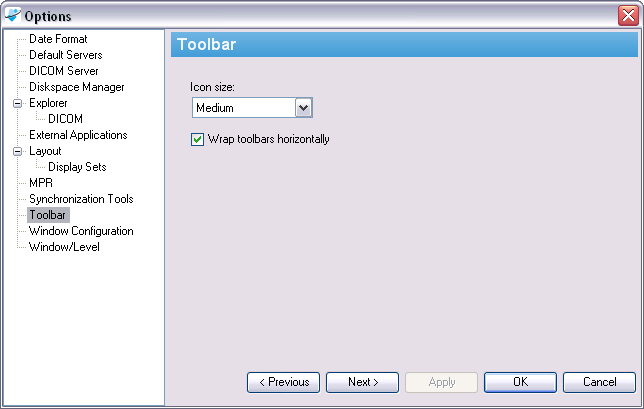 Options
Date Format
Default Servers
DICOM Server
Diskspace Manager
Explorer
DICOM
External Applications
Layout
Display Sets
MPR
Synchronization Tools
Toolbar
Window Configuration
Window/Level
Toolbar
Icon size:
Medium
Wrap toolbars horizontally
< Previous
Next >
Apply
OK
Cancel